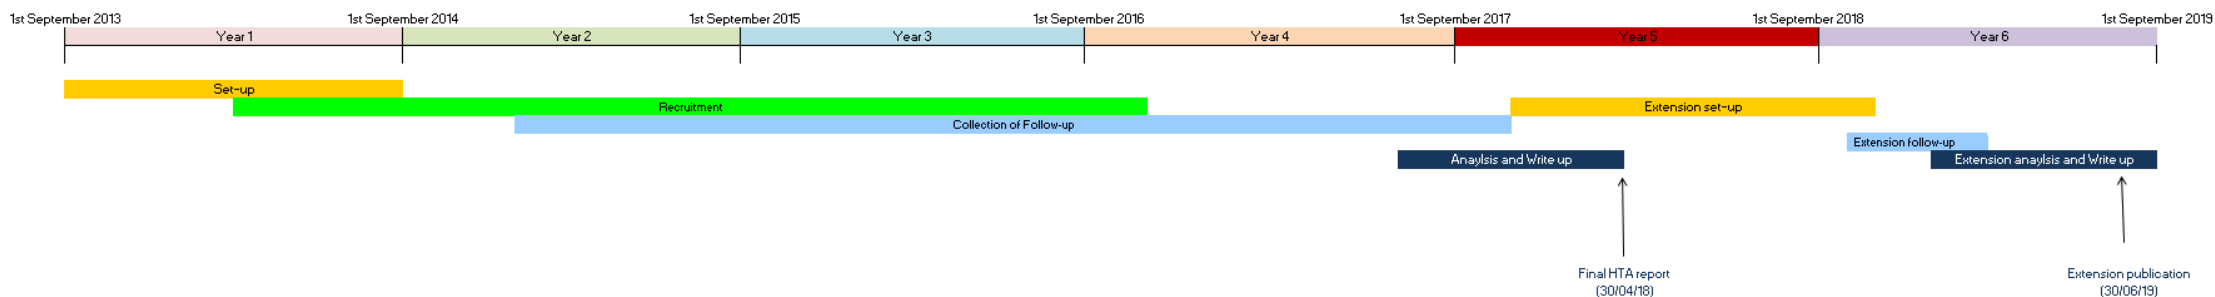 1st September 2013
1st September 2014
1st September 2015
1st September 2016
1st September 2017
1st September 2018
1st September 2019
Year 1
Year 2
Year 3
Year 4
Year 5
Year 6
Set-up
Recruitment
Extension set-up
Collection of Follow-up
Extension follow-up
Anaylsis and Write up
Extension anaylsis and Write up
Final HTA report
(30/04/18)
Extension publication
(30/06/19)